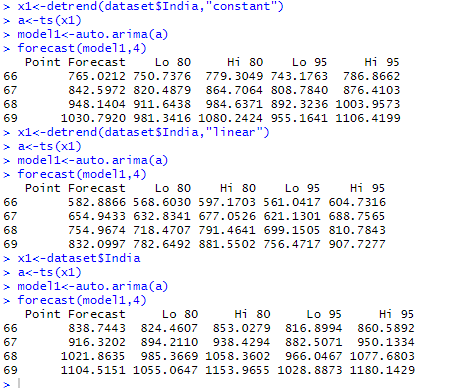 > x1<-detrend(dataset$India,"constant")
> a<-ts(x1)
> model1<-auto.arima(a)
> forecast(model1,4)
   Point Forecast    Lo 80     Hi 80    Lo 95     Hi 95
66       765.0212 750.7376  779.3049 743.1763  786.8662
67       842.5972 820.4879  864.7064 808.7840  876.4103
68       948.1404 911.6438  984.6371 892.3236 1003.9573
69      1030.7920 981.3416 1080.2424 955.1641 1106.4199
> x1<-detrend(dataset$India,"linear")
> a<-ts(x1)
> model1<-auto.arima(a)
> forecast(model1,4)
   Point Forecast    Lo 80    Hi 80    Lo 95    Hi 95
66       582.8866 568.6030 597.1703 561.0417 604.7316
67       654.9433 632.8341 677.0526 621.1301 688.7565
68       754.9674 718.4707 791.4641 699.1505 810.7843
69       832.0997 782.6492 881.5502 756.4717 907.7277
> x1<-dataset$India
> a<-ts(x1)
> model1<-auto.arima(a)
> forecast(model1,4)
   Point Forecast     Lo 80     Hi 80     Lo 95     Hi 95
66       838.7443  824.4607  853.0279  816.8994  860.5892
67       916.3202  894.2110  938.4294  882.5071  950.1334
68      1021.8635  985.3669 1058.3602  966.0467 1077.6803
69      1104.5151 1055.0647 1153.9655 1028.8873 1180.1429
>